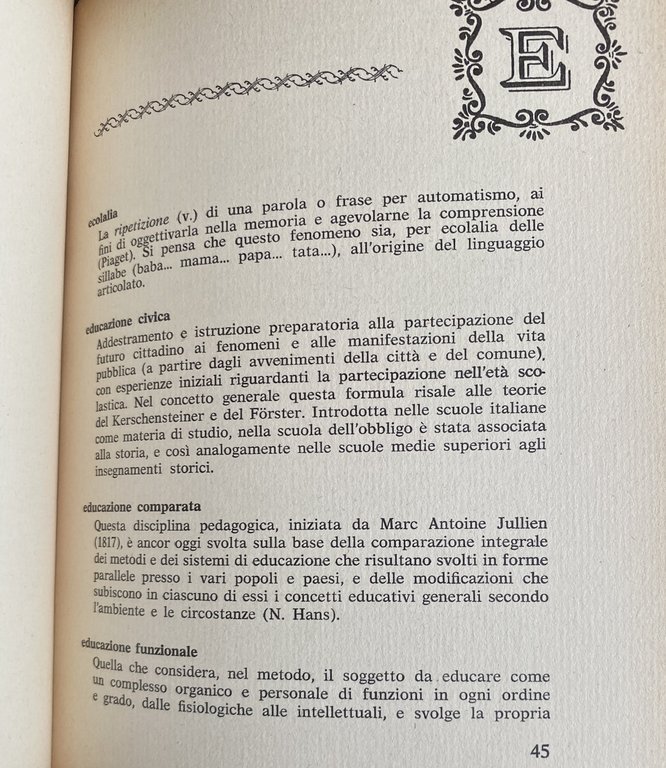 E
ecolalia
La ripetizione (v.) di una parola o frase per automatismo, ai
fini di oggettivarla nella memoria e agevolarne la comprensione
(Piaget). Si pensa che questo fenomeno sia, per ecolalia delle
sillabe (baba... mama... papa... tata...), all'origine del linguaggio
articolato.
educazione civica
Addestramento e istruzione preparatoria alla partecipazione del
futuro cittadino ai fenomeni e alle manifestazioni della vita
pubblica (a partire dagli avvenimenti della città e del comune),
con esperienze iniziali riguardanti la partecipazione nell'età sco-
lastica. Nel concetto generale questa formula risale alle teorie
del Kerschensteiner e del Förster. Introdotta nelle scuole italiane
come materia di studio, nella scuola dell'obbligo è stata associata
alla storia, e così analogamente nelle scuole medie superiori agli
insegnamenti storici.
educazione comparata
Questa disciplina pedagogica, iniziata da Marc Antoine Jullien
(1817), è ancor oggi svolta sulla base della comparazione integrale
dei metodi e dei sistemi di educazione che risultano svolti in forme
parallele presso i vari popoli e paesi, e delle modificazioni che
subiscono in ciascuno di essi i concetti educativi generali secondo
l'ambiente e le circostanze (N. Hans).
educazione funzionale
Quella che considera, nel metodo, il soggetto da educare come
un complesso organico e personale di funzioni in ogni ordine
e grado, dalle fisiologiche alle intellettuali, e svolge la propria
45